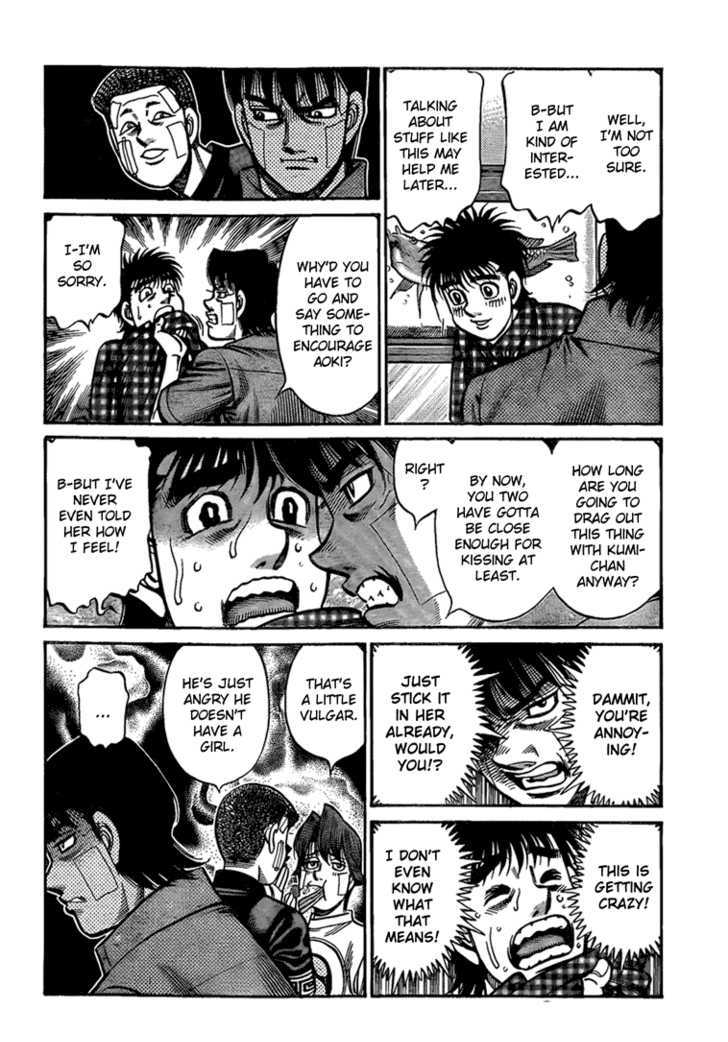 WELL,
I'M NOT
TOO
SURE.
B-BUT
I AM
KIND OF
INTER-
ESTED...
TALKING
ABOUT
STUFF LIKE
THIS MAY
HELP ME
LATER...
WHY'D YOU
HAVE TO
GO AND
SAY SOME-
THING TO
ENCOURAGE
AOKI?
I-I'M
SO
SORRY.
HOW LONG
ARE YOU
GOING TO
DRAG OUT
THIS THING
WITH KUMI-
CHAN
ANYWAY?
BY NOW,
YOU TWO
HAVE GOTTA
BE CLOSE
ENOUGH FOR
KISSING AT
LEAST.
RIGHT
?
B-BUT I'VE
NEVER
EVEN TOLD
HER HOW
I FEEL!
DAMMIT,
YOU'RE
ANNOY-
ING!
JUST
STICK IT
IN HER
ALREADY,
WOULD
YOU!?
THIS IS
GETTING
CRAZY!
I DON'T
EVEN
KNOW
WHAT
THAT
MEANS!
THAT'S
A LITTLE
VULGAR.
HE'S JUST
ANGRY HE
DOESN'T
HAVE A
GIRL.
...